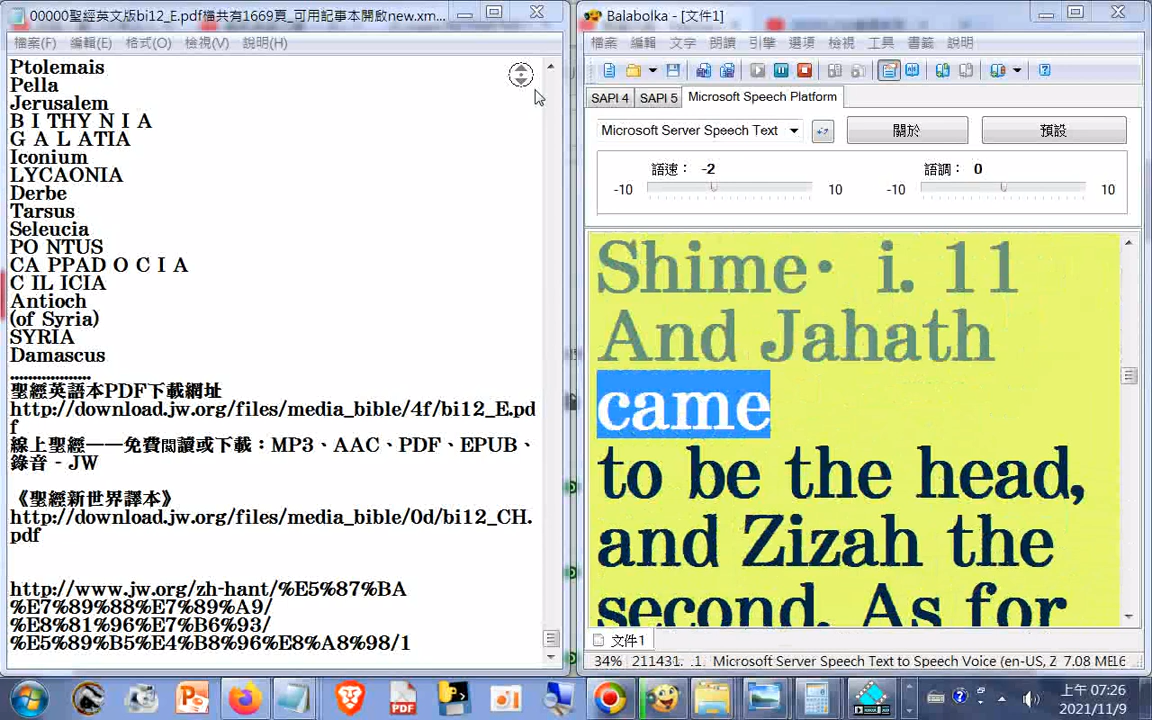 00000聖經英文版bi12_E.pdf檔共有1669頁_可用記事本開啟new.xm...
檔案(F) 編輯(E) 格式(O) 檢視(V) 說明(H)
Ptolemais
Pella
Jerusalem
B I THY N I A
G A L ATIA
Iconium
LYCAONIA
Derbe
Tarsus
Seleucia
PO NTUS
CA PPAD O C I A
C IL ICIA
Antioch
(of Syria)
SYRIA
Damascus
..................
聖經英語本PDF下載網址
http://download.jw.org/files/media_bible/4f/bi12_E.pd
f
線上聖經——免費閱讀或下載：MP3、AAC、PDF、EPUB、
錄音 - JW
《聖經新世界譯本》
http://download.jw.org/files/media_bible/0d/bi12_CH.
pdf
http://www.jw.org/zh-hant/%E5%87%BA
%E7%89%88%E7%89%A9/
%E8%81%96%E7%B6%93/
%E5%89%B5%E4%B8%96%E8%A8%98/1
Balabolka - [文件1]
檔案 編輯 文字 朗讀 引擎 選項 檢視 工具 書籤 說明
SAPI 4 SAPI 5 Microsoft Speech Platform
Microsoft Server Speech Text 關於 預設
語速： -2 語調： 0
-10 10 -10 10
Shime· i. 11
And Jahath
came
to be the head,
and Zizah the
second. As for
文件1
34% 211431. .1. Microsoft Server Speech Text to Speech Voice (en-US, Z 7.08 MEL6
上午 07:26
2021/11/9